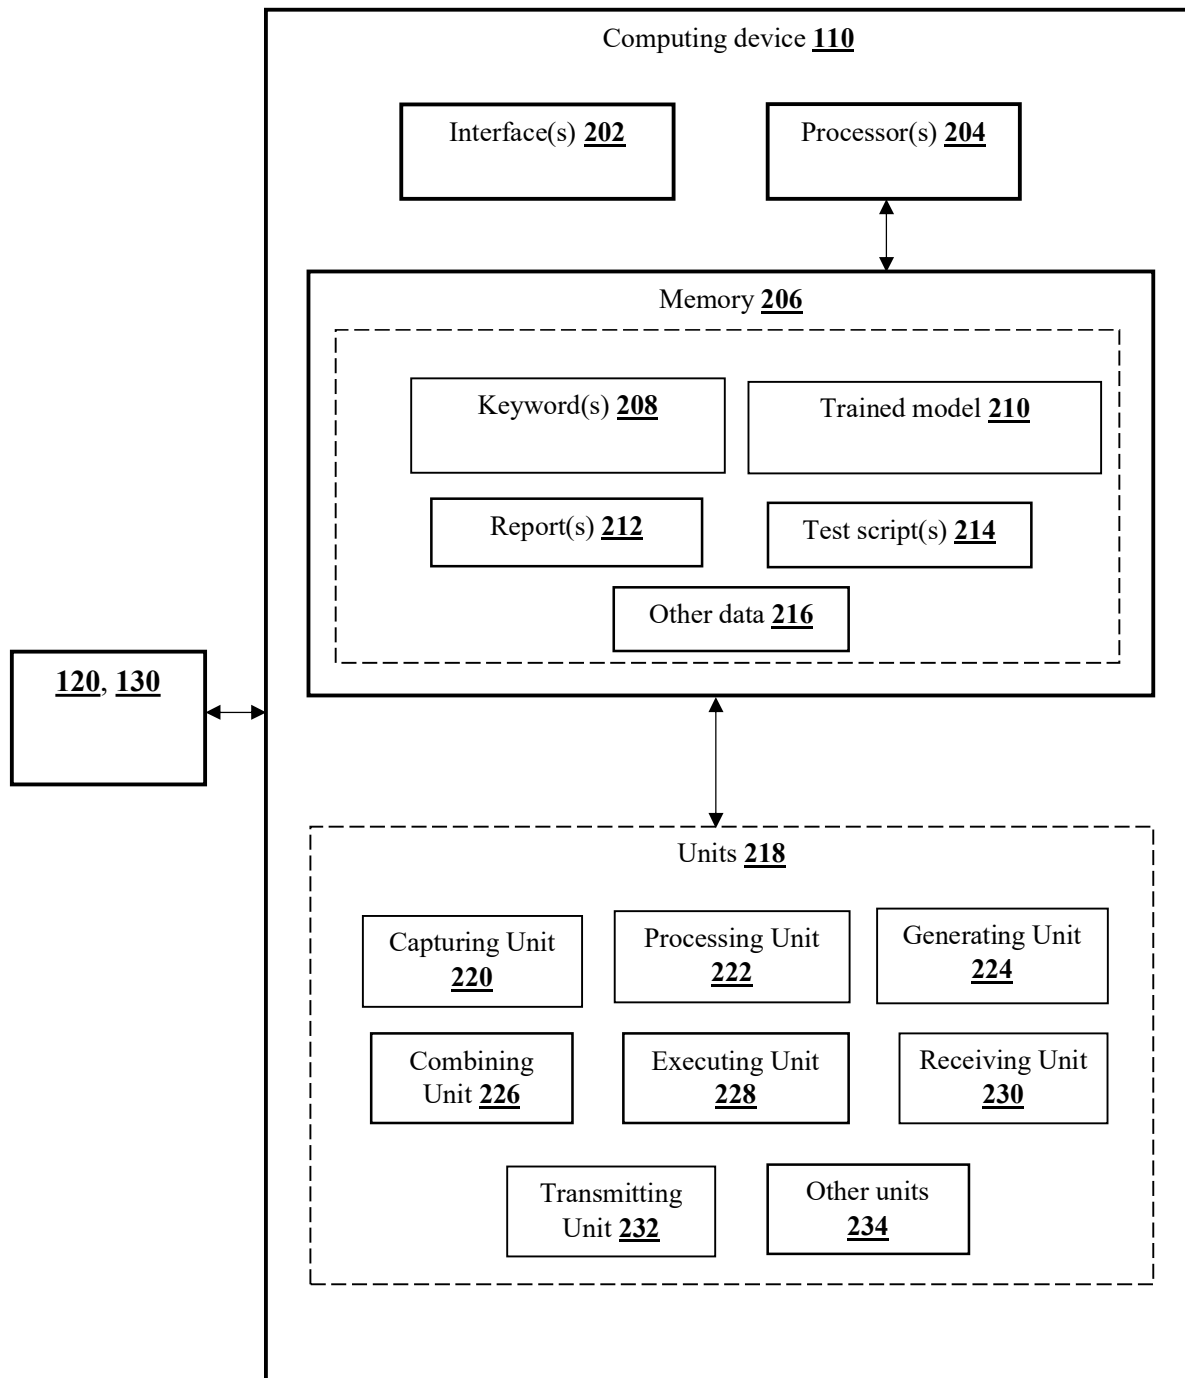 Computing device 110
Interface(s) 202
Processor(s) 204
Memory 206
Keyword(s) 208
Trained model 210
Report(s) 212
Test script(s) 214
Other data 216
120, 130
Units 218
Capturing Unit
220
Processing Unit
222
Generating Unit
224
Combining
Unit 226
Executing Unit
228
Receiving Unit
230
Transmitting
Unit 232
Other units
234